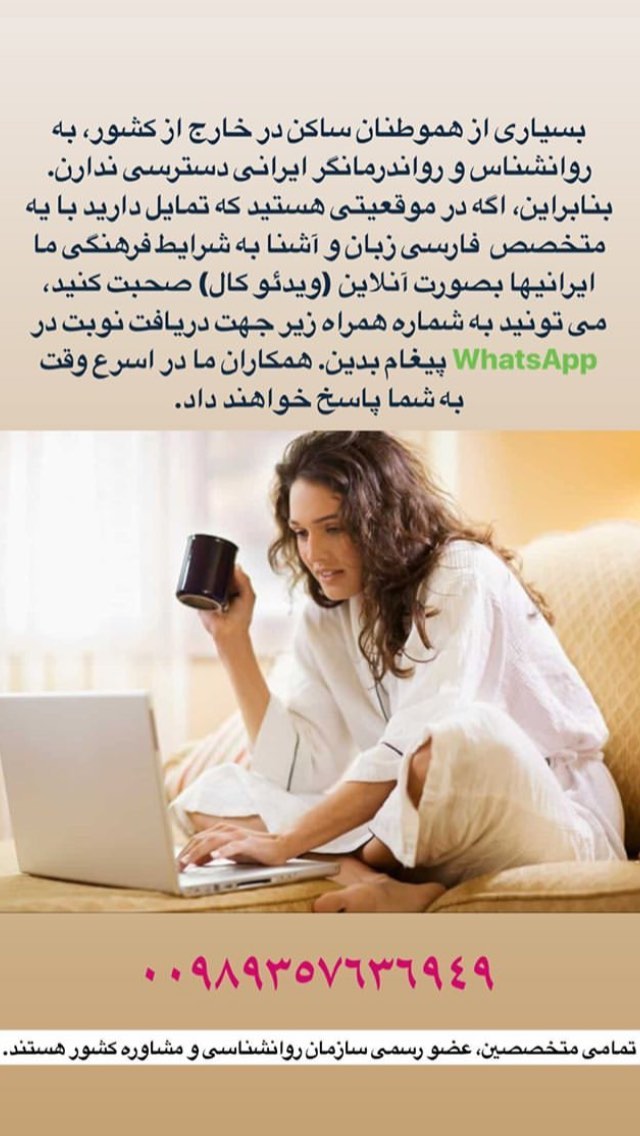 بسیاری از هموطنان ساکن در خارج از کشور، به
روانشناس و رواندرمانگر ایرانی دسترسی ندارن.
بنابراین، اگه در موقعیتی هستید که تمایل دارید با یه
متخصص فارسی زبان و آشنا به شرایط فرهنگی ما
ایرانیها بصورت آنلاین (ویدئو کال) صحبت کنید،
می تونید به شماره همراه زیر جهت دریافت نوبت در
WhatsApp پیغام بدین. همکاران ما در اسرع وقت
به شما پاسخ خواهند داد.
٠٠٩٨٩٣٥٧٦٣٦٩٤٩
تمامی متخصصین، عضو رسمی سازمان روانشناسی و مشاوره کشور هستند.